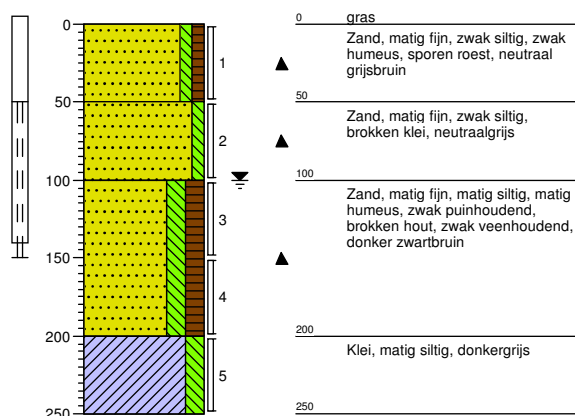 0
50
100
150
200
250
1
2
3
4
5
0 gras
Zand, matig fijn, zwak siltig, zwak
humeus, sporen roest, neutraal
grijsbruin
50
Zand, matig fijn, zwak siltig,
brokken klei, neutraalgrijs
100
Zand, matig fijn, matig siltig, matig
humeus, zwak puinhoudend,
brokken hout, zwak veenhoudend,
donker zwartbruin
200
Klei, matig siltig, donkergrijs
250